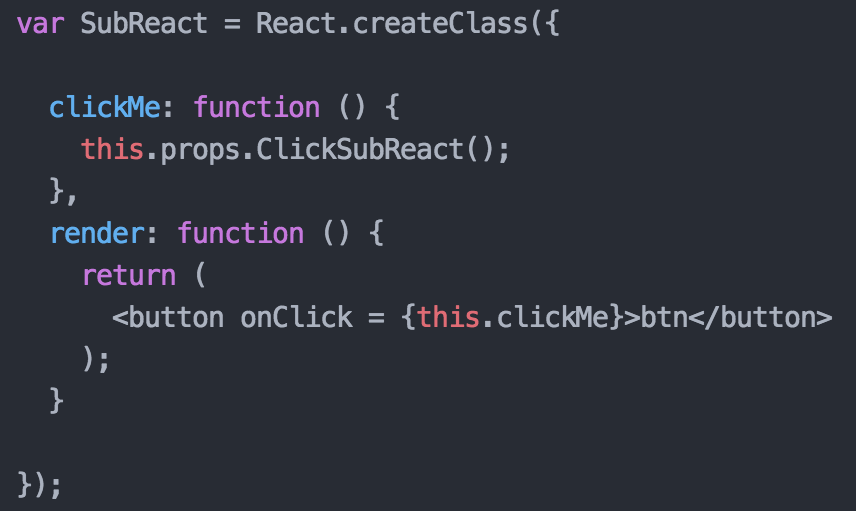 var SubReact = React.createClass({
clickMe: function () {
this.props.ClickSubReact();
},
render: function () {
return (
<button onClick = {this.clickMe}>btn</button>
);
}
});